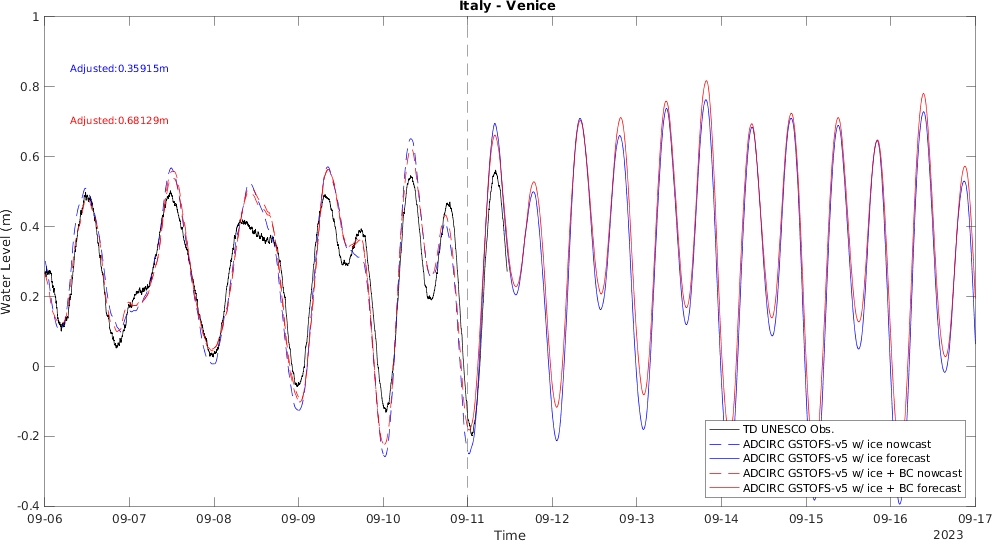 Italy - Venice
Adjusted:0.35915m
Adjusted:0.68129m
Water Level (m)
1
0.8
0.6
0.4
0.2
0
-0.2
-0.4
TD UNESCO Obs.
ADCIRC GSTOFS-v5 w/ ice nowcast
ADCIRC GSTOFS-v5 w/ ice forecast
ADCIRC GSTOFS-v5 w/ ice + BC nowcast
ADCIRC GSTOFS-v5 w/ ice + BC forecast
09-06 09-07 09-08 09-09 09-10 09-11 09-12 09-13 09-14 09-15 09-16 09-17
Time
2023